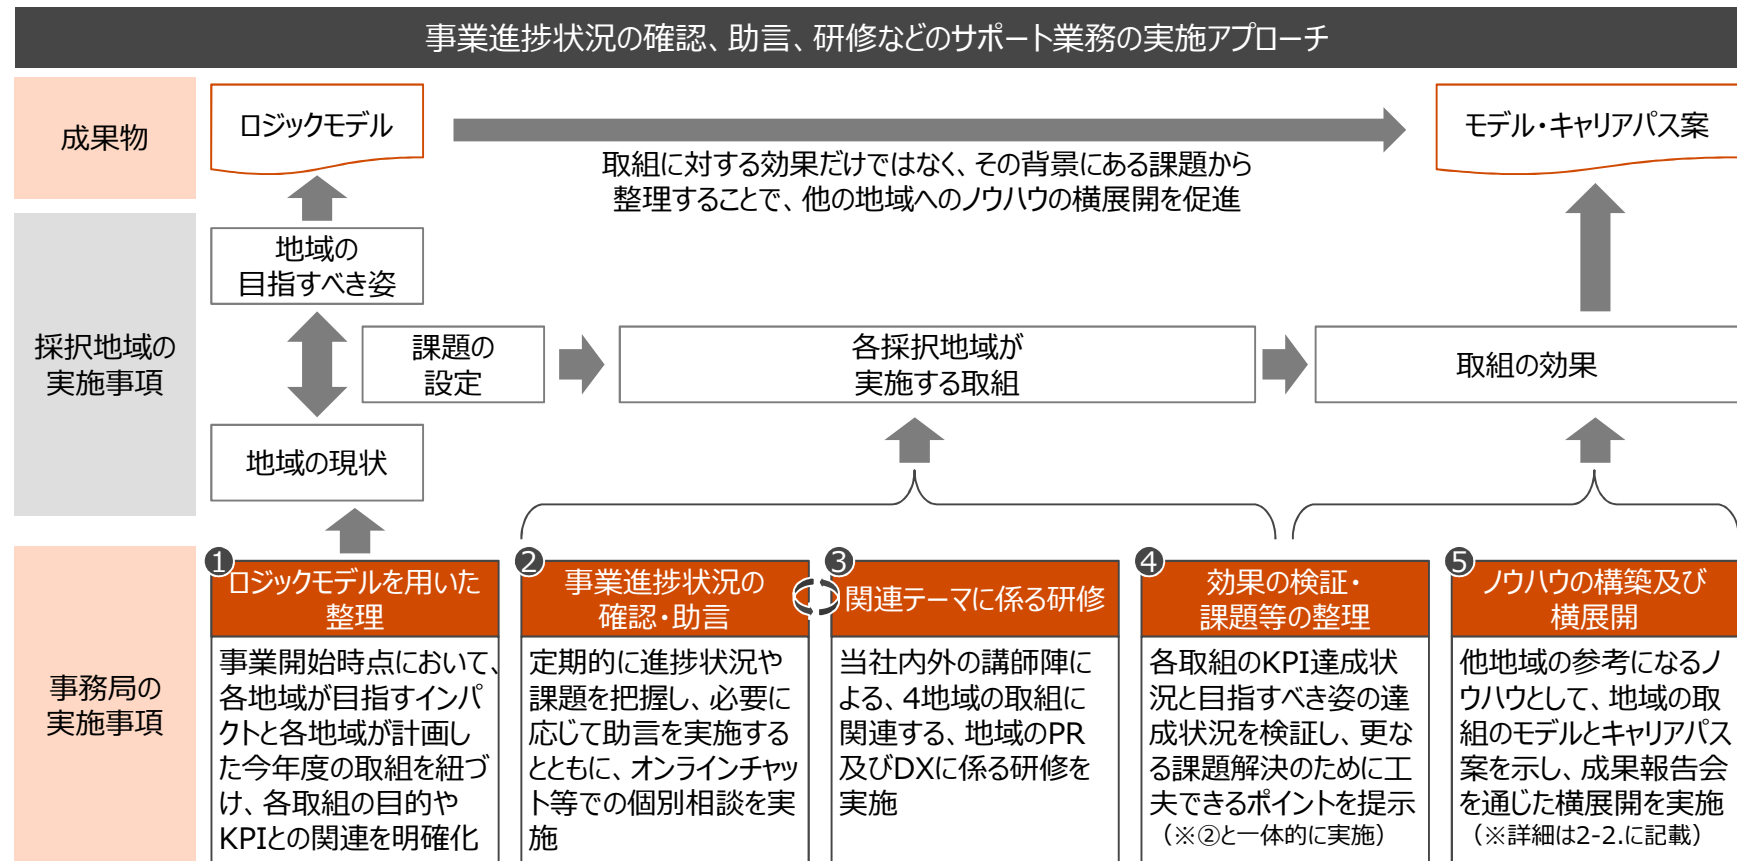 事業進捗状況の確認、助言、研修などのサポート業務の実施アプローチ
成果物
ロジックモデル
モデル・キャリアパス案
取組に対する効果だけではなく、その背景にある課題から
整理することで、他の地域へのノウハウの横展開を促進
採択地域の
実施事項
地域の
目指すべき姿
課題の
設定
各採択地域が
実施する取組
取組の効果
地域の現状
事務局の
実施事項
❶
ロジックモデルを用いた
整理
事業開始時点において、
各地域が目指すインパ
クトと各地域が計画し
た今年度の取組を紐づ
け、各取組の目的や
KPIとの関連を明確化
❷
事業進捗状況の
確認・助言
定期的に進捗状況や
課題を把握し、必要に
応じて助言を実施する
とともに、オンラインチャッ
ト等での個別相談を実
施
❸
関連テーマに係る研修
当社内外の講師陣に
よる、4地域の取組に
関連する、地域のPR
及びDXに係る研修を
実施
❹
効果の検証・
課題等の整理
各取組のKPI達成状
況と目指すべき姿の達
成状況を検証し、更な
る課題解決のために工
夫できるポイントを提示
（※②と一体的に実施）
❺
ノウハウの構築及び
横展開
他地域の参考になるノ
ウハウとして、地域の取
組のモデルとキャリアパス
案を示し、成果報告会
を通じた横展開を実施
（※詳細は2-2.に記載）